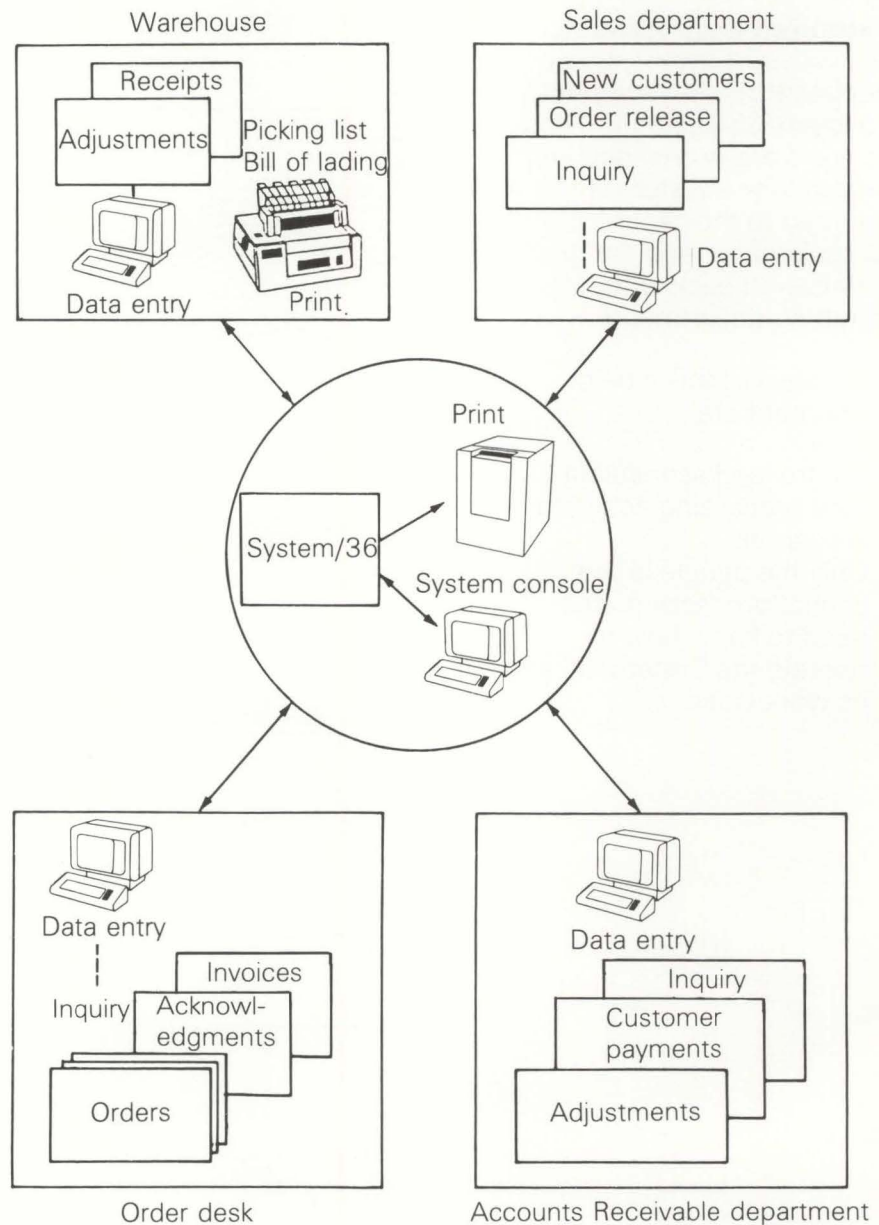 Warehouse
Receipts
Adjustments
Picking list
Bill of lading
Data entry
Print
Sales department
New customers
Order release
Inquiry
Data entry
Print
System/36
System console
Data entry
Inquiry
Invoices
Acknowl-
edgments
Orders
Order desk
Data entry
Inquiry
Customer
payments
Adjustments
Accounts Receivable department